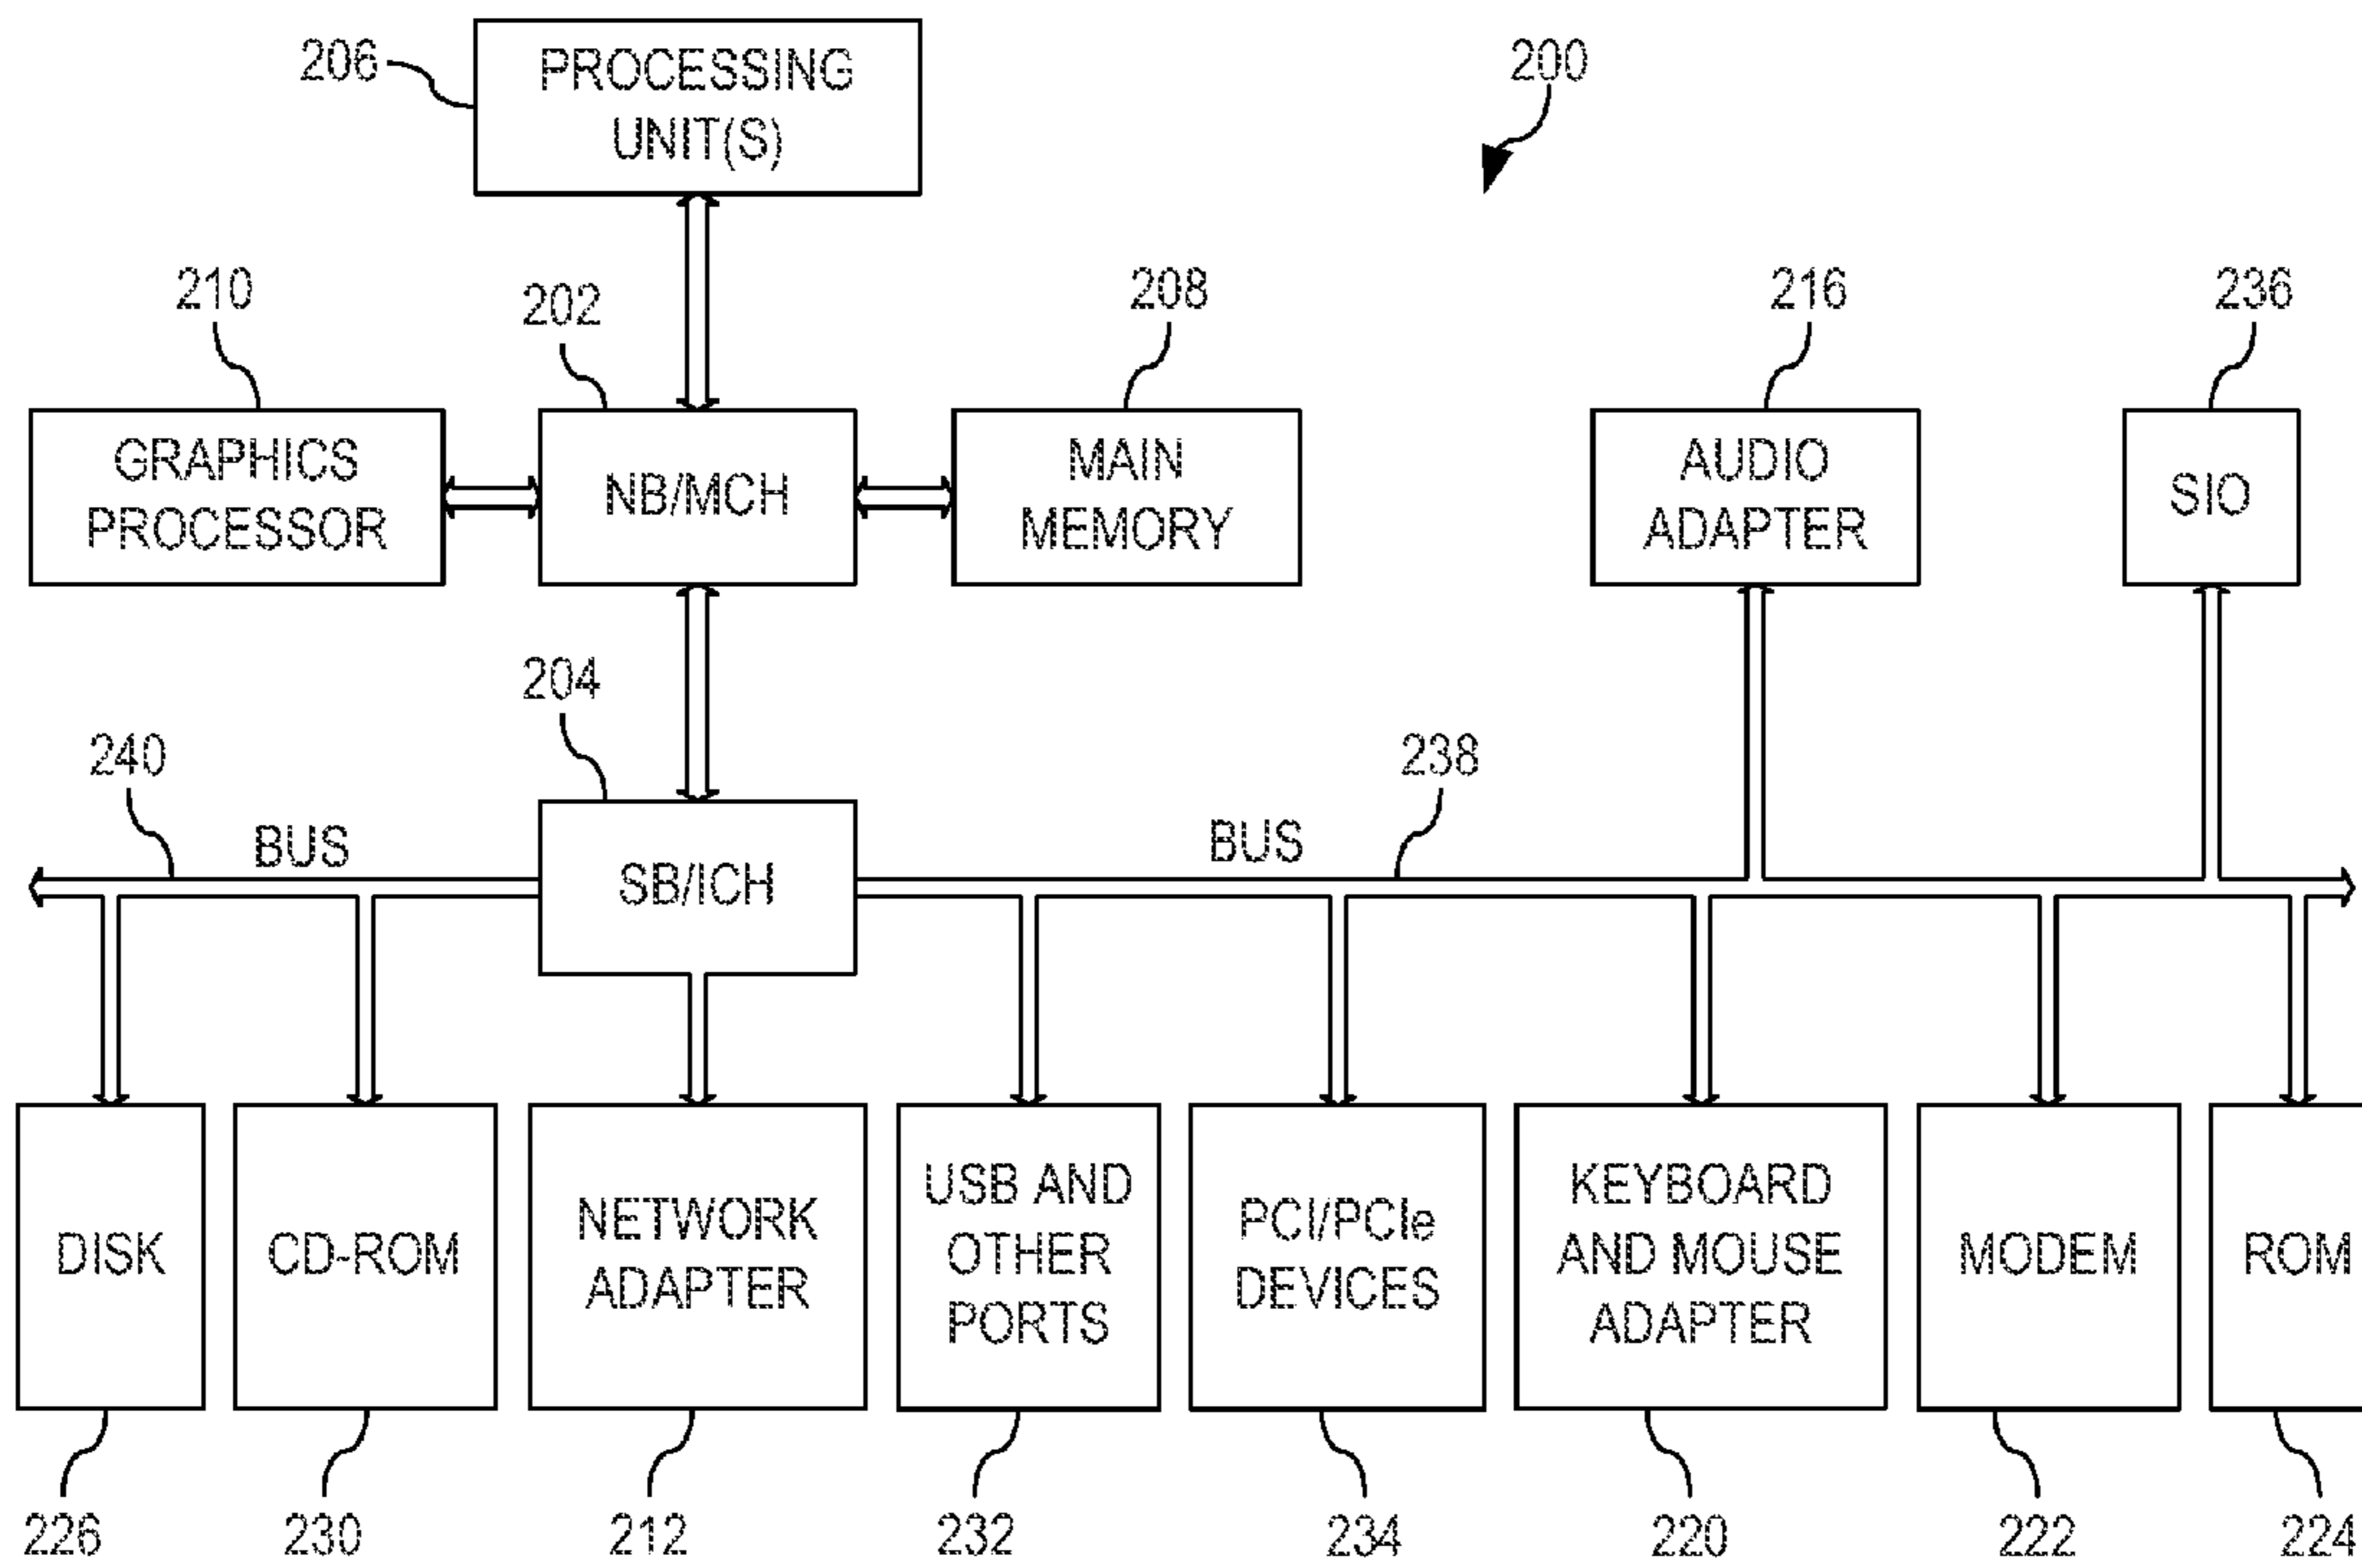 206
PROCESSING
UNIT(S)
200
210
202
208
216
236
GRAPHICS
PROCESSOR
NB/MCH
MAIN
MEMORY
AUDIO
ADAPTER
SIO
204
240
238
BUS
BUS
SB/ICH
DISK
CD-ROM
NETWORK
ADAPTER
USB AND
OTHER
PORTS
PCI/PCIe
DEVICES
KEYBOARD
AND MOUSE
ADAPTER
MODEM
ROM
226
230
212
232
234
220
222
224